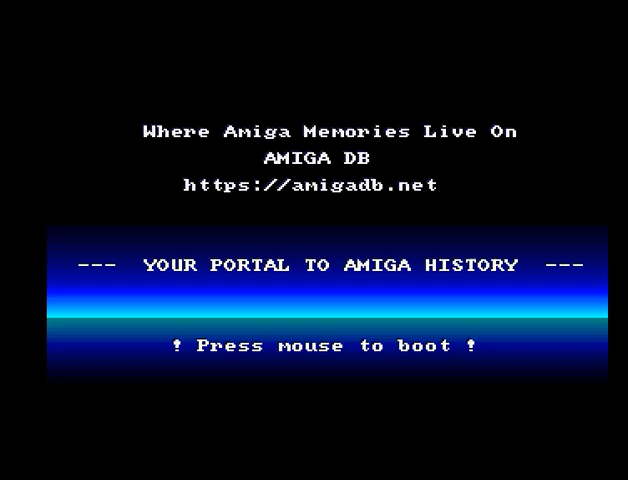 Where Amiga Memories Live On
AMIGA DB
https://amigadb.net
--- YOUR PORTAL TO AMIGA HISTORY ---
! Press mouse to boot !